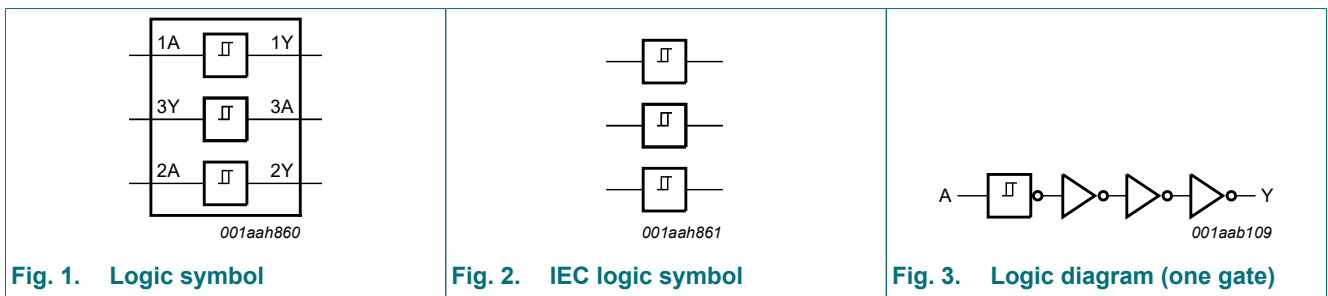 1A 1Y
3Y 3A
2A 2Y
001aah860
Fig. 1. Logic symbol
001aah861
Fig. 2. IEC logic symbol
A Y
001aab109
Fig. 3. Logic diagram (one gate)